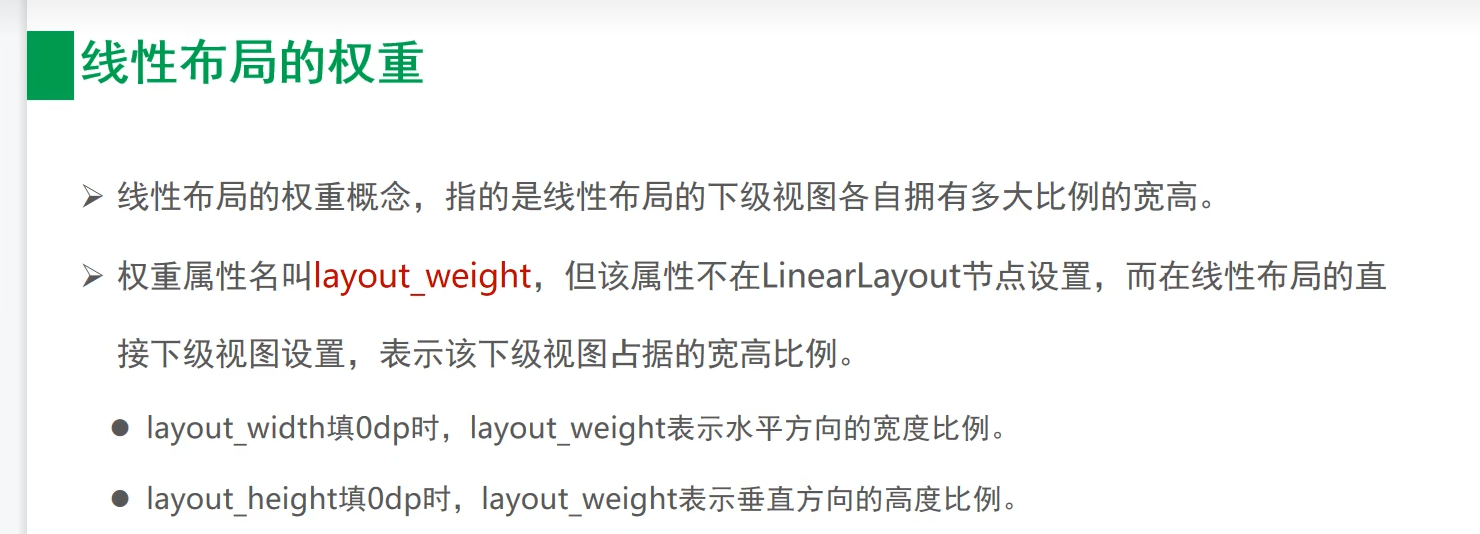 线性布局的权重
线性布局的权重概念，指的是线性布局的下级视图各自拥有多大比例的宽高。
权重属性名叫layout_weight，但该属性不在LinearLayout节点设置，而在线性布局的直
接下级视图设置，表示该下级视图占据的宽高比例。
layout_width填0dp时，layout_weight表示水平方向的宽度比例。
layout_height填0dp时，layout_weight表示垂直方向的高度比例。